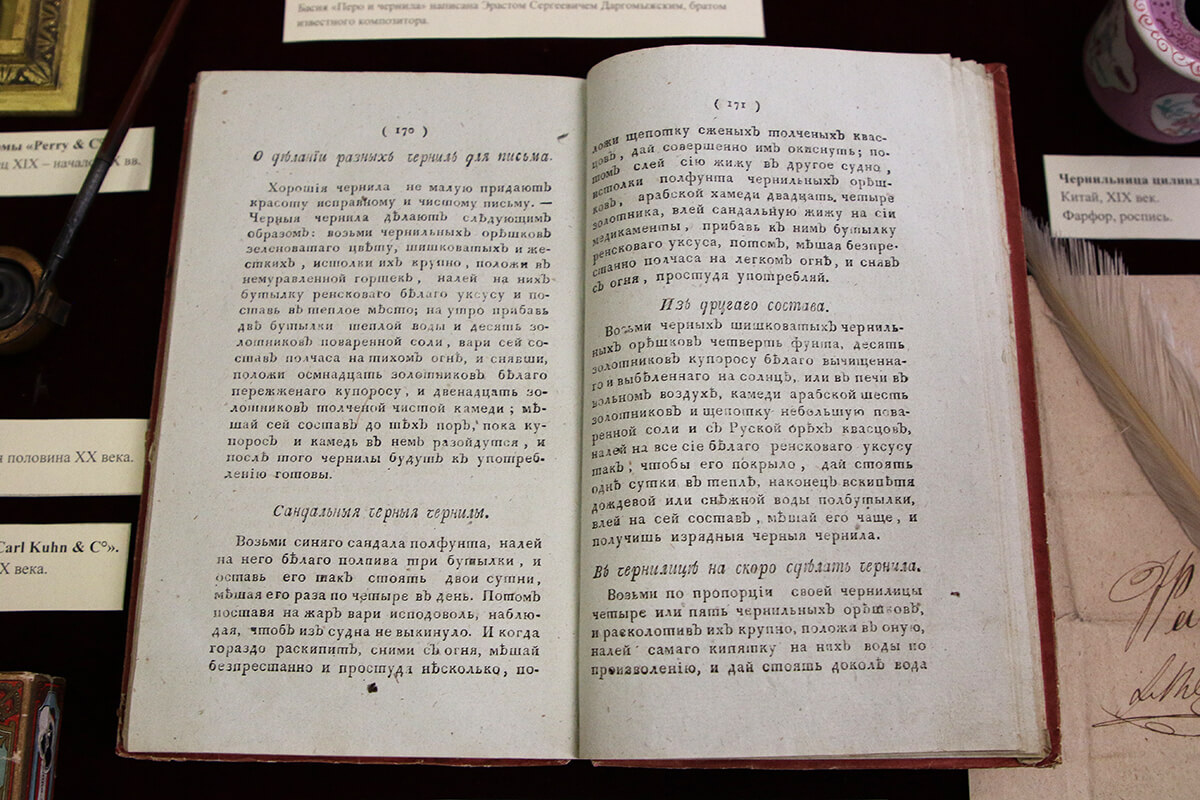 Басня «Перо и чернила» написана Эрастом Сергеевичем Даргомыжским, братом
известного композитора.
мы «Perry & C°
ец XIX – начало XX вв.
я половина XX века.
Carl Kuhn & C°».
X века.
( 170 )
О дѣланіи разныхъ чернилъ для письма.
Хорошія чернила не малую придаютъ
красоту исправному и чистому письму. —
Черныя чернила дѣлаютъ слѣдующимъ
образомъ: возьми чернильныхъ орѣшковъ
зеленоватаго цвѣту, шишковатыхъ и же-
сткихъ, истолки ихъ крупно, положи въ
немуравленной горшекъ, налей на нихъ
бутылку ренсковаго бѣлаго уксусу и по-
ставь въ теплое мѣсто; на утро прибавь
двѣ бутылки теплой воды и десять зо-
лотниковъ поваренной соли, вари сей со-
ставъ полчаса на тихомъ огнѣ, и снявши,
положи осмнадцать золотниковъ бѣлаго
пережженаго купоросу, и двенадцать зо-
лотниковъ толченой чистой камеди; мѣ-
шай сей составъ до тѣхъ поръ, пока ку-
поросъ и камедь въ немъ разойдутся, и
послѣ того чернилы будутъ къ употреб-
ленію готовы.
Сандальныя черныя чернилы.
Возьми синяго сандала полфунта, налей
на него бѣлаго полпива три бутылки, и
оставь его такъ стоять двои сутки,
мѣшая его раза по четыре въ день. Потомъ
поставя на жаръ вари исподоволь, наблю-
дая, чтобъ изъ судна не выкинуло. И когда
гораздо раскипитъ, сними съ огня, мѣшай
безпрестанно и простудя нѣсколько, по-
( 171 )
ложи щепотку сженыхъ толченыхъ квас-
цовъ, дай совершенно имъ окиснуть; по-
томъ слей сію жижу въ другое судно,
истолки полфунта чернильныхъ орѣш-
ковъ, арабской хамеди двадцать четыре
золотника, влей сандальную жижу на сіи
медикаменты, прибавь къ нимъ бутылку
ренсковаго уксуса, потомъ, мѣшая безпре-
станно полчаса на легкомъ огнѣ, и снявъ
съ огня, простудя употребляй.
Изъ другаго состава.
Возьми черныхъ шишковатыхъ черниль-
ныхъ орѣшковъ четверть фунта, десять
золотниковъ купоросу бѣлаго вычищенна-
го и выбѣленнаго на солнцѣ, или въ печи въ
вольномъ воздухѣ, камеди арабской шесть
золотниковъ и щепотку небольшую пова-
ренной соли и съ Руской орѣхъ квасцовъ,
налей на все сіе бѣлаго ренсковаго уксусу
такъ, чтобы его покрыло, дай стоять
однѣ сутки въ теплѣ, наконецъ вскипѣтя
дождевой или снѣжной воды полбутылки,
влей на сей составъ, мѣшай его чаще, и
получишь изрядныя черныя чернила.
Въ чернилицѣ на скоро сдѣлать чернила.
Возьми по пропорціи своей чернилицы
четыре или пять чернильныхъ орѣшковъ,
и расколотивъ ихъ крупно, положи въ оную,
налей самаго кипятку на нихъ воды по
произволенію, и дай стоять доколѣ вода
Чернильница цилинд
Китай, XIX век.
Фарфор, роспись.